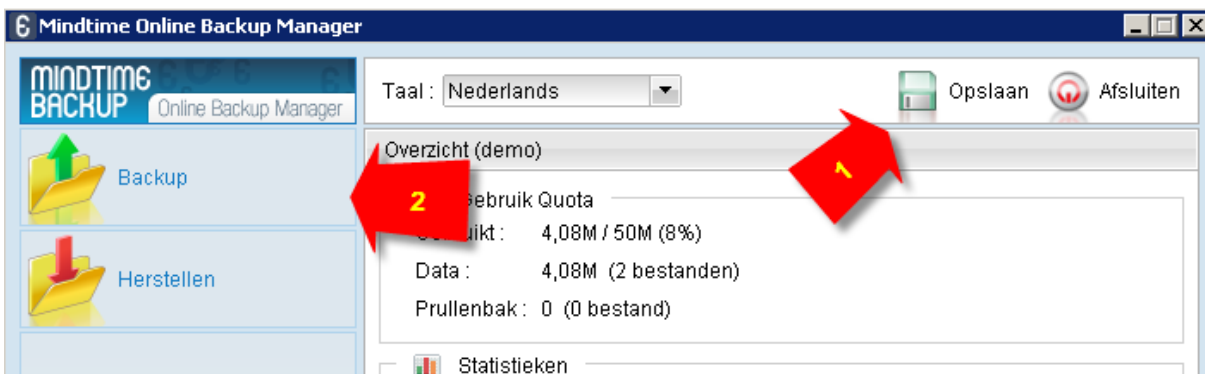 Mindtime Online Backup Manager
MINDTIME
BACKUP Online Backup Manager
Taal : Nederlands
Opslaan
Afsluiten
Backup
Herstellen
Overzicht (demo)
1
2
Quota
4,08M / 50M (8%)
Data : 4,08M (2 bestanden)
Prullenbak : 0 (0 bestand)
Statistieken